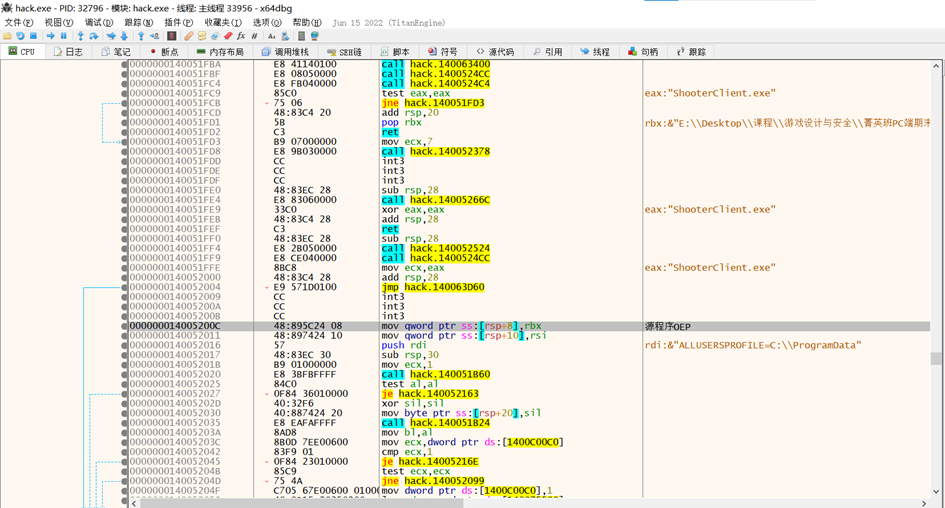 hack.exe - PID: 32796 - 模块: hack.exe - 线程: 主线程 33956 - x64dbg
文件(F) 视图(V) 调试(D) 跟踪(N) 插件(P) 收藏夹(I) 选项(O) 帮助(H) Jun 15 2022 (TitanEngine)
CPU 日志 笔记 断点 内存布局 调用堆栈 SEH链 脚本 符号 源代码 引用 线程 句柄 跟踪
0000000140051FBA E8 41140100 call hack.140063400
0000000140051FBF E8 08050000 call hack.1400524CC
0000000140051FC4 E8 FB040000 call hack.1400524C4
0000000140051FC9 85C0 test eax,eax eax:"ShooterClient.exe"
0000000140051FCB 75 06 jne hack.140051FD3
0000000140051FCD 48:83C4 20 add rsp,20
0000000140051FD1 5B pop rbx rbx:&"E:\\Desktop\\课程\\游戏设计与安全\\菁英班PC端期末
0000000140051FD2 C3 ret
0000000140051FD3 B9 07000000 mov ecx,7
0000000140051FD8 E8 9B030000 call hack.140052378
0000000140051FDD CC int3
0000000140051FDE CC int3
0000000140051FDF CC int3
0000000140051FE0 48:83EC 28 sub rsp,28
0000000140051FE4 E8 83060000 call hack.14005266C
0000000140051FE9 33C0 xor eax,eax eax:"ShooterClient.exe"
0000000140051FEB 48:83C4 28 add rsp,28
0000000140051FEF C3 ret
0000000140051FF0 48:83EC 28 sub rsp,28
0000000140051FF4 E8 2B050000 call hack.140052524
0000000140051FF9 E8 CE040000 call hack.1400524CC
0000000140051FFE 8BC8 mov ecx,eax eax:"ShooterClient.exe"
0000000140052000 48:83C4 28 add rsp,28
0000000140052004 E9 571D0100 jmp hack.140063D60
0000000140052009 CC int3
000000014005200A CC int3
000000014005200B CC int3
000000014005200C 48:895C24 08 mov qword ptr ss:[rsp+8],rbx 源程序OEP
0000000140052011 48:897424 10 mov qword ptr ss:[rsp+10],rsi
0000000140052016 57 push rdi rdi:&"ALLUSERSPROFILE=C:\\ProgramData"
0000000140052017 48:83EC 30 sub rsp,30
000000014005201B B9 01000000 mov ecx,1
0000000140052020 E8 3BFBFFFF call hack.140051B60
0000000140052025 84C0 test al,al
0000000140052027 0F84 36010000 je hack.140052163
000000014005202D 40:32F6 xor sil,sil
0000000140052030 40:887424 20 mov byte ptr ss:[rsp+20],sil
0000000140052035 E8 EAFAFFFF call hack.140051B24
000000014005203A 8AD8 mov bl,al
000000014005203C 8B0D 7EE00600 mov ecx,dword ptr ds:[1400C00C0]
0000000140052042 83F9 01 cmp ecx,1
0000000140052045 0F84 23010000 je hack.14005216E
000000014005204B 85C9 test ecx,ecx
000000014005204D 75 4A jne hack.140052099
000000014005204F C705 67E00600 01000 mov dword ptr ds:[1400C00C0],1